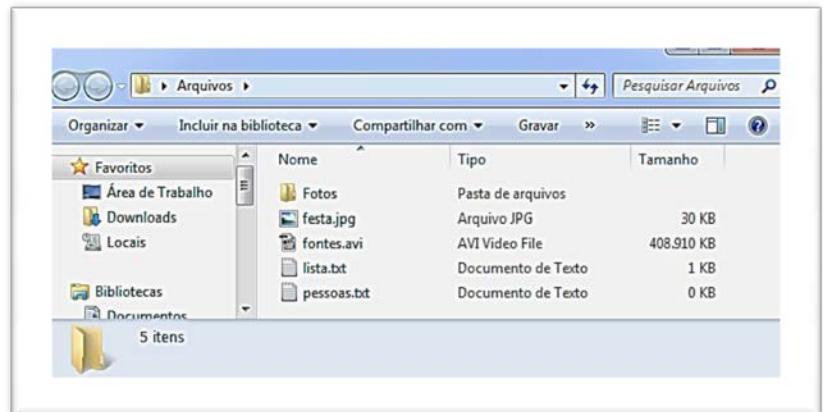 Arquivos
Pesquisar Arquivos
Organizar Incluir na biblioteca Compartilhar com Gravar »
Favoritos
Área de Trabalho
Downloads
Locais
Bibliotecas
Documentos
Nome Tipo Tamanho
Fotos Pasta de arquivos
festa.jpg Arquivo JPG 30 KB
fontes.avi AVI Video File 408.910 KB
lista.txt Documento de Texto 1 KB
pessoas.txt Documento de Texto 0 KB
5 itens